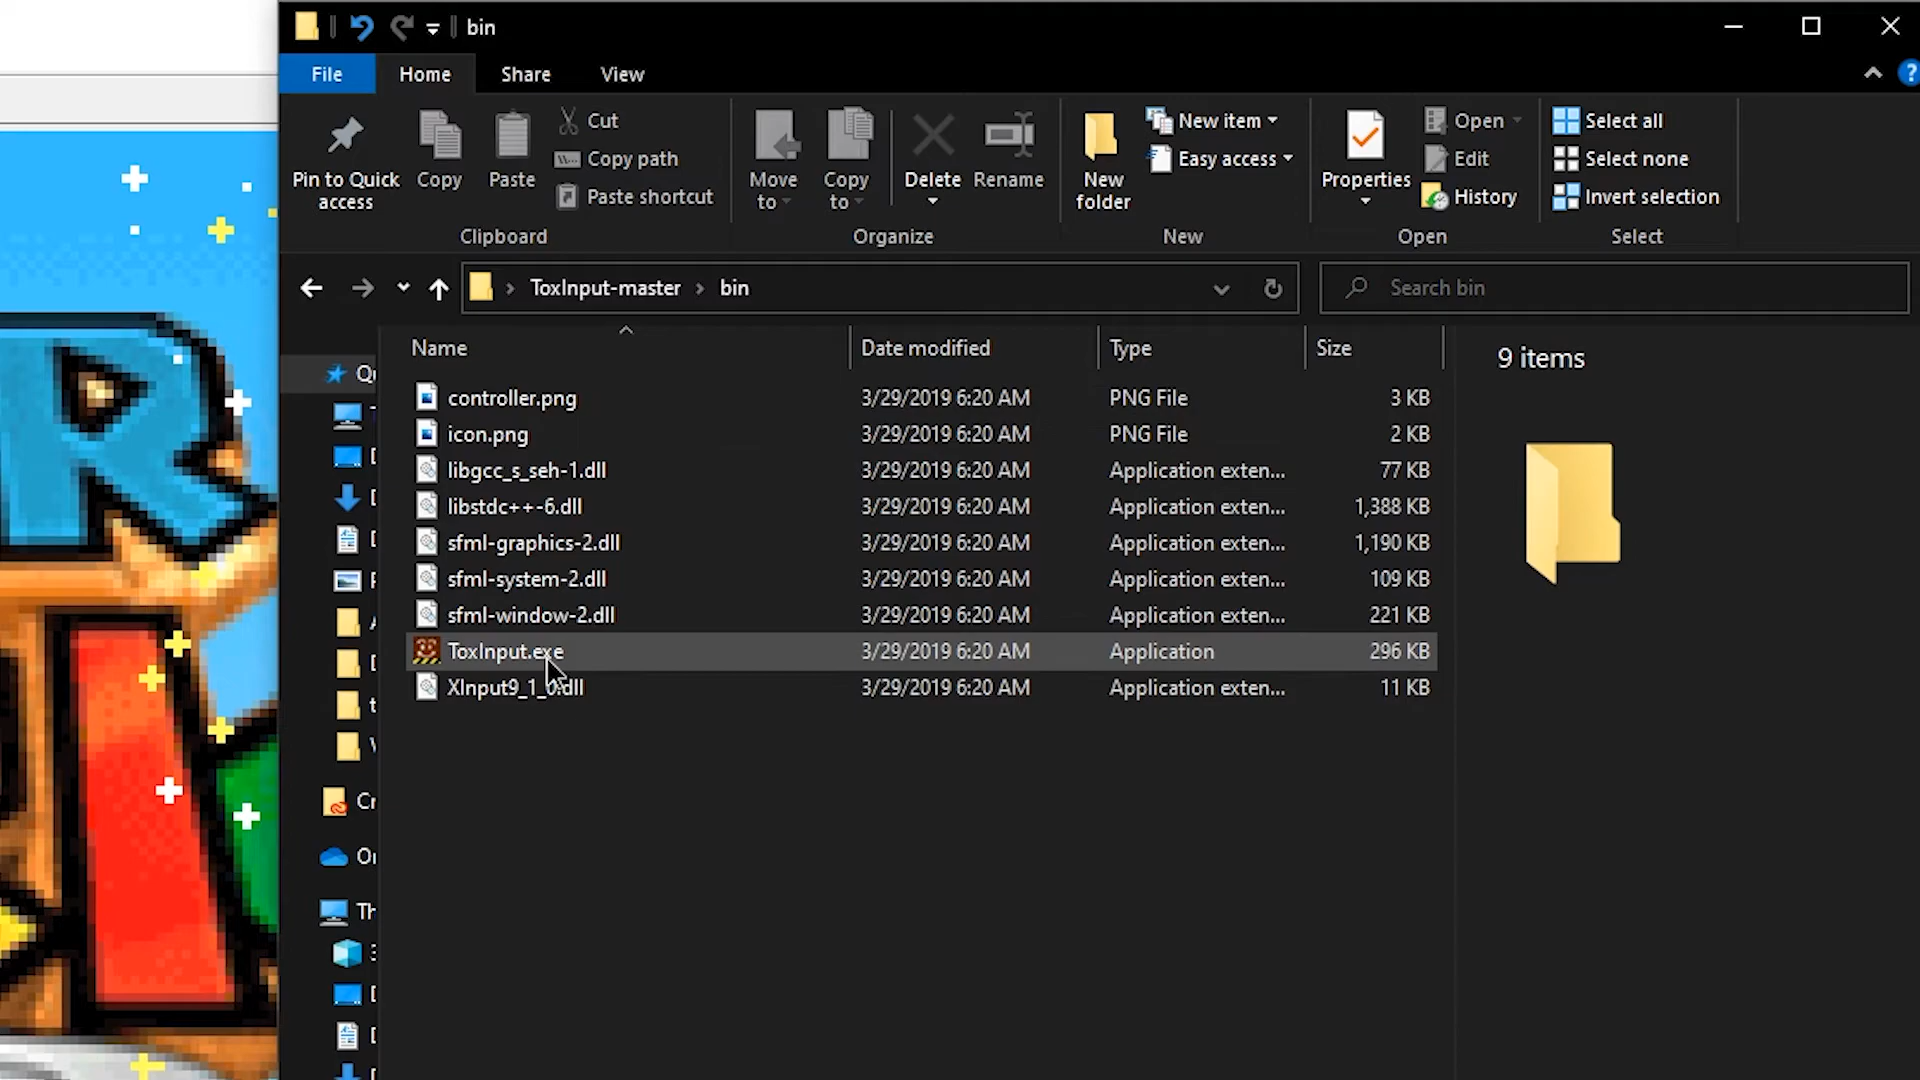 bin
File Home Share View
Pin to Quick access
Copy
Paste
Cut
Copy path
Paste shortcut
Clipboard
Move to
Copy to
Delete
Rename
Organize
New folder
New item
Easy access
New
Properties
Open
Edit
History
Open
Select all
Select none
Invert selection
Select
ToxInput-master > bin
Search bin
Name Date modified Type Size
controller.png 3/29/2019 6:20 AM PNG File 3 KB
icon.png 3/29/2019 6:20 AM PNG File 2 KB
libgcc_s_seh-1.dll 3/29/2019 6:20 AM Application exten... 77 KB
libstdc++-6.dll 3/29/2019 6:20 AM Application exten... 1,388 KB
sfml-graphics-2.dll 3/29/2019 6:20 AM Application exten... 1,190 KB
sfml-system-2.dll 3/29/2019 6:20 AM Application exten... 109 KB
sfml-window-2.dll 3/29/2019 6:20 AM Application exten... 221 KB
ToxInput.exe 3/29/2019 6:20 AM Application 296 KB
XInput9_1_0.dll 3/29/2019 6:20 AM Application exten... 11 KB
9 items